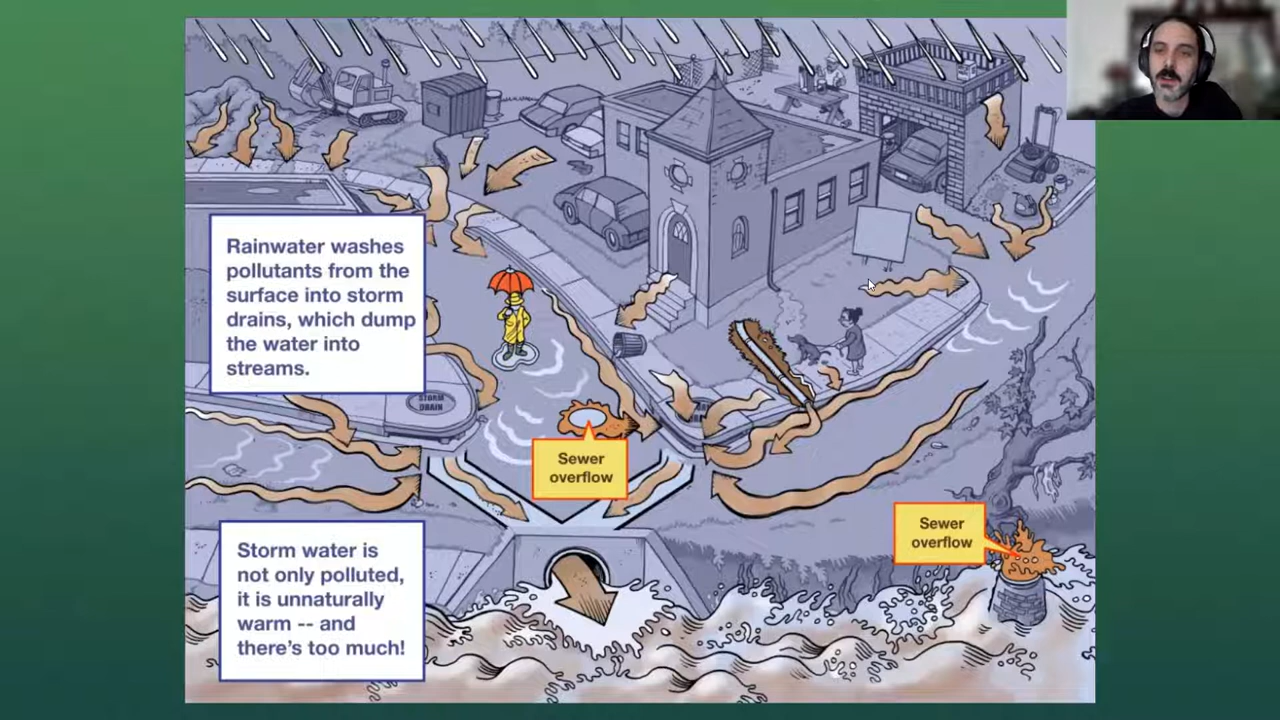 Rainwater washes
pollutants from the
surface into storm
drains, which dump
the water into
streams.
STORM
DRAIN
Sewer
overflow
Sewer
overflow
Storm water is
not only polluted,
it is unnaturally
warm -- and
there's too much!